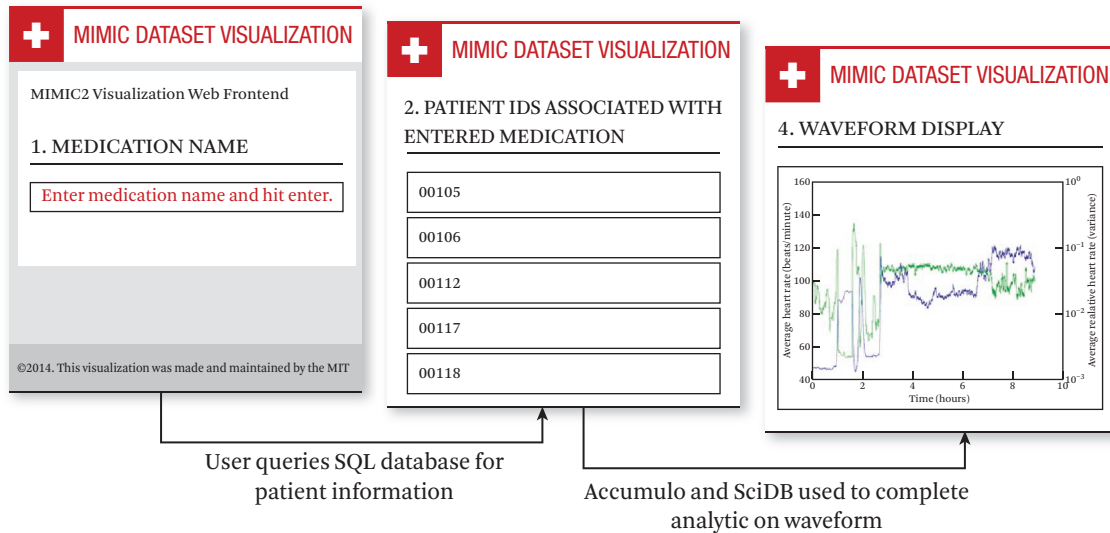 MIMIC DATASET VISUALIZATION
MIMIC2 Visualization Web Frontend
1. MEDICATION NAME
Enter medication name and hit enter.
©2014. This visualization was made and maintained by the MIT
User queries SQL database for
patient information
MIMIC DATASET VISUALIZATION
2. PATIENT IDS ASSOCIATED WITH
ENTERED MEDICATION
00105
00106
00112
00117
00118
Accumulo and SciDB used to complete
analytic on waveform
MIMIC DATASET VISUALIZATION
4. WAVEFORM DISPLAY
Average heart rate (beats/minute)
160
140
120
100
80
60
40
0
2
4
6
8
10
Time (hours)
10⁰
10⁻¹
10⁻²
10⁻³
Average realative heart rate (variance)